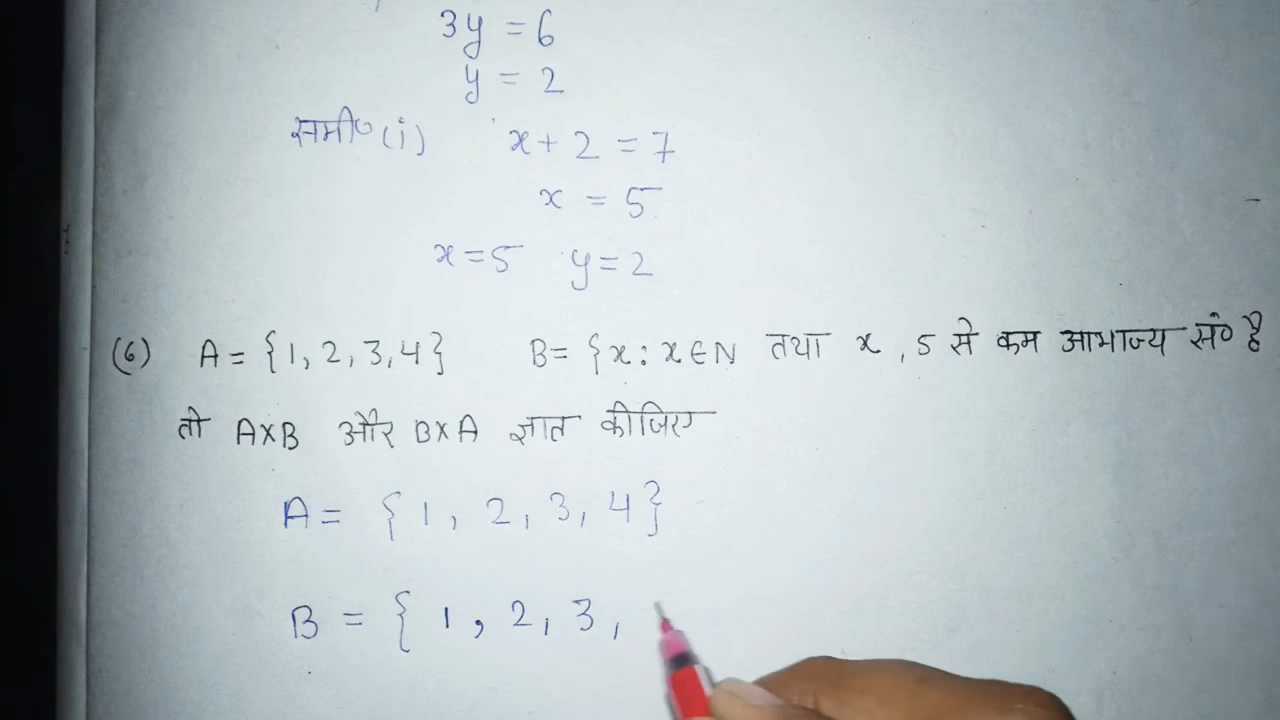 3y = 6
y = 2
समी० (i) x + 2 = 7
x = 5
x = 5 y = 2
(6) A = {1, 2, 3, 4} B = {x : x ∈ N तथा x , 5 से कम आभाज्य सं० है
तो A×B और B×A ज्ञात कीजिए
A = { 1 , 2 , 3 , 4 }
B = { 1 , 2 , 3 ,